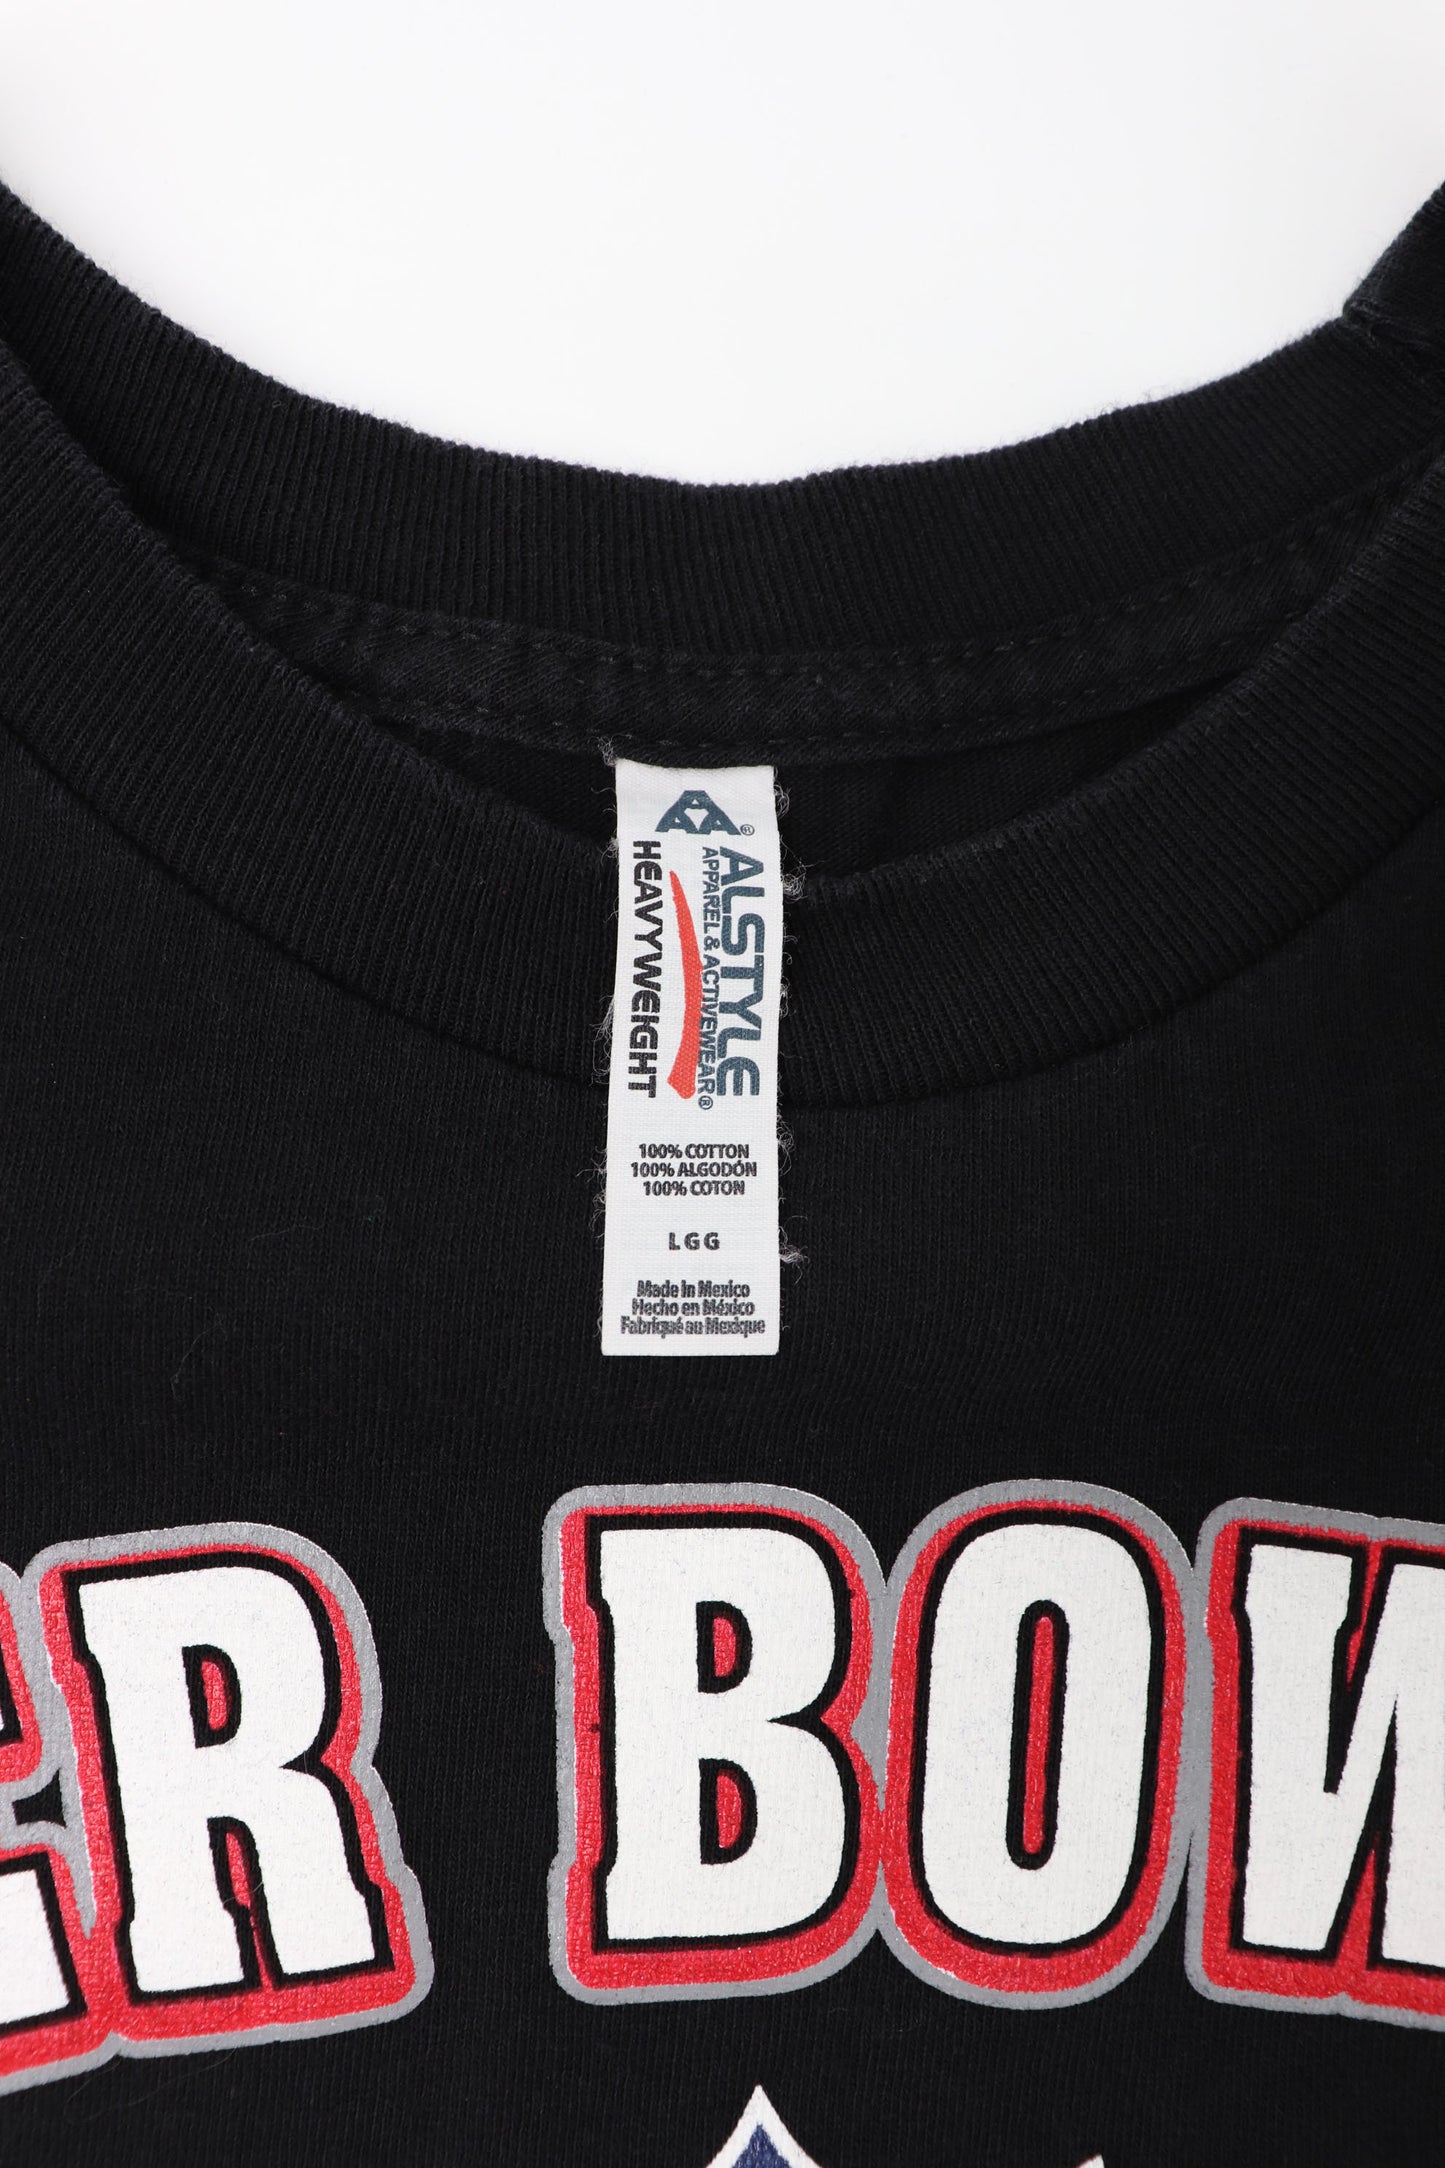 AAA®
ALSTYLE
APPAREL & ACTIVEWEAR®
HEAVYWEIGHT
100% COTTON
100% ALGODÓN
100% COTON
L G G
Made in Mexico
Hecho en México
Fabriqué au Mexique
ER BOW